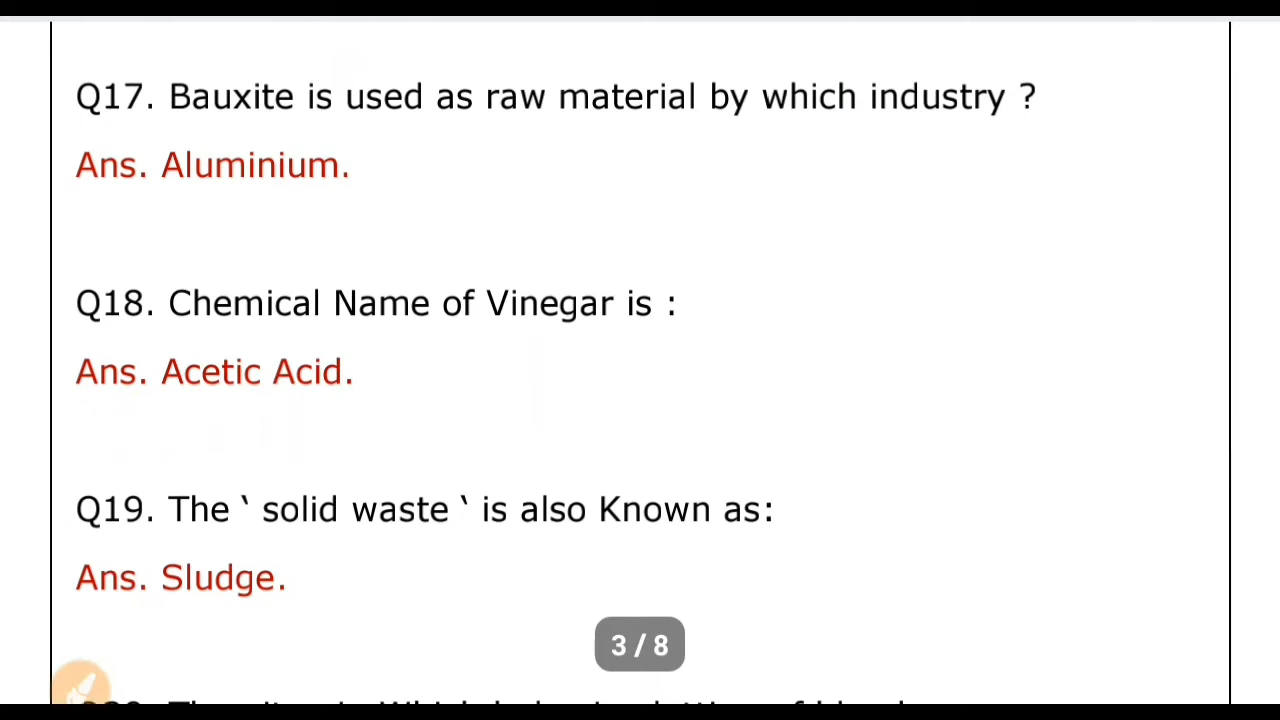 Q17. Bauxite is used as raw material by which industry ?
Ans. Aluminium.
Q18. Chemical Name of Vinegar is :
Ans. Acetic Acid.
Q19. The ‛ solid waste ‛ is also Known as:
Ans. Sludge.
3 / 8